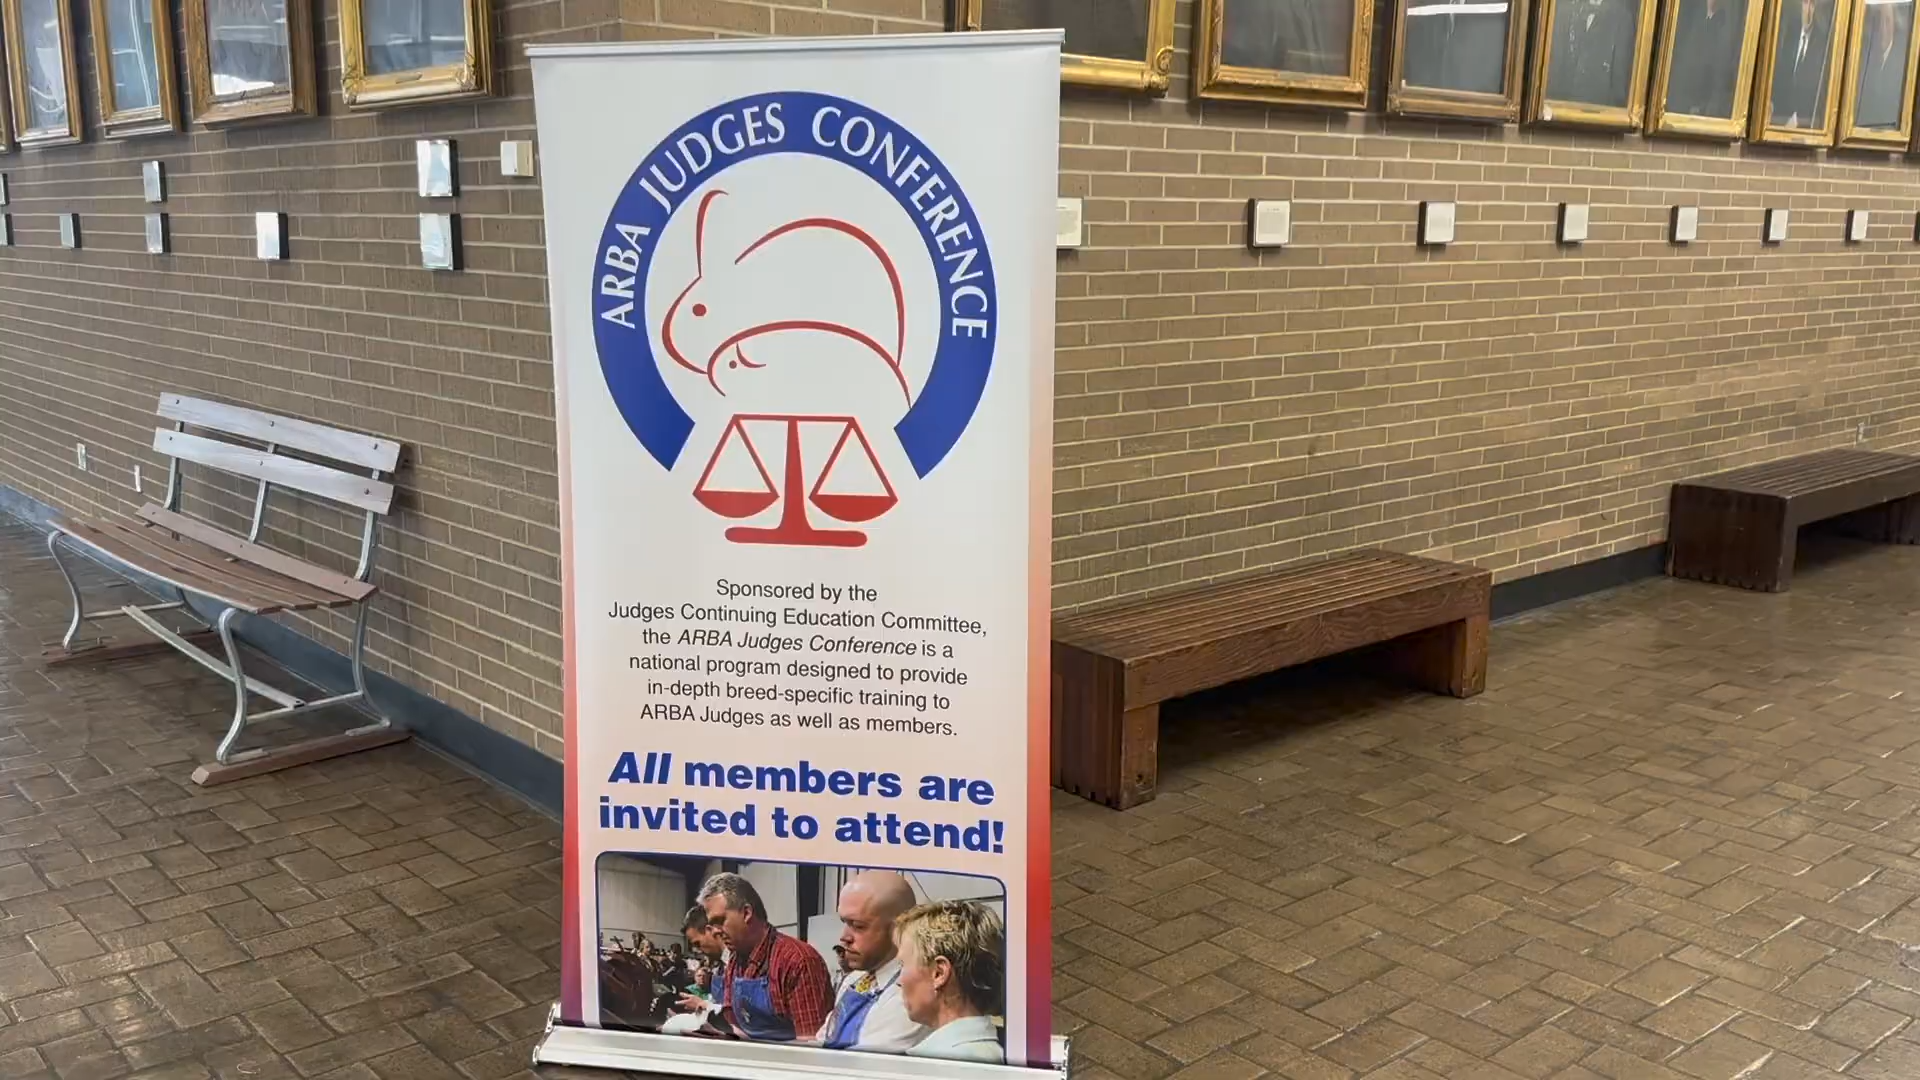 ARBA JUDGES CONFERENCE
Sponsored by the
Judges Continuing Education Committee,
the ARBA Judges Conference is a
national program designed to provide
in-depth breed-specific training to
ARBA Judges as well as members.
All members are
invited to attend!